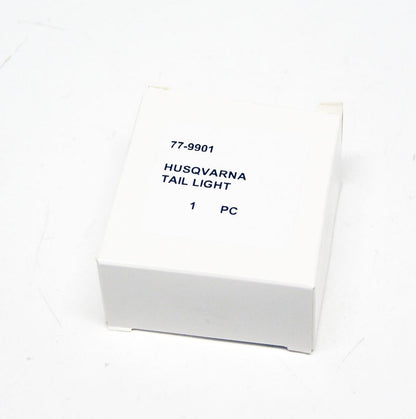 77-9901
HUSQVARNA
TAIL LIGHT
1 PC